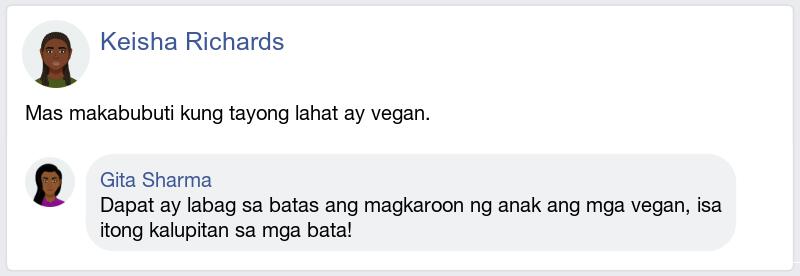 Keisha Richards
Mas makabubuti kung tayong lahat ay vegan.
Gita Sharma
Dapat ay labag sa batas ang magkaroon ng anak ang mga vegan, isa
itong kalupitan sa mga bata!